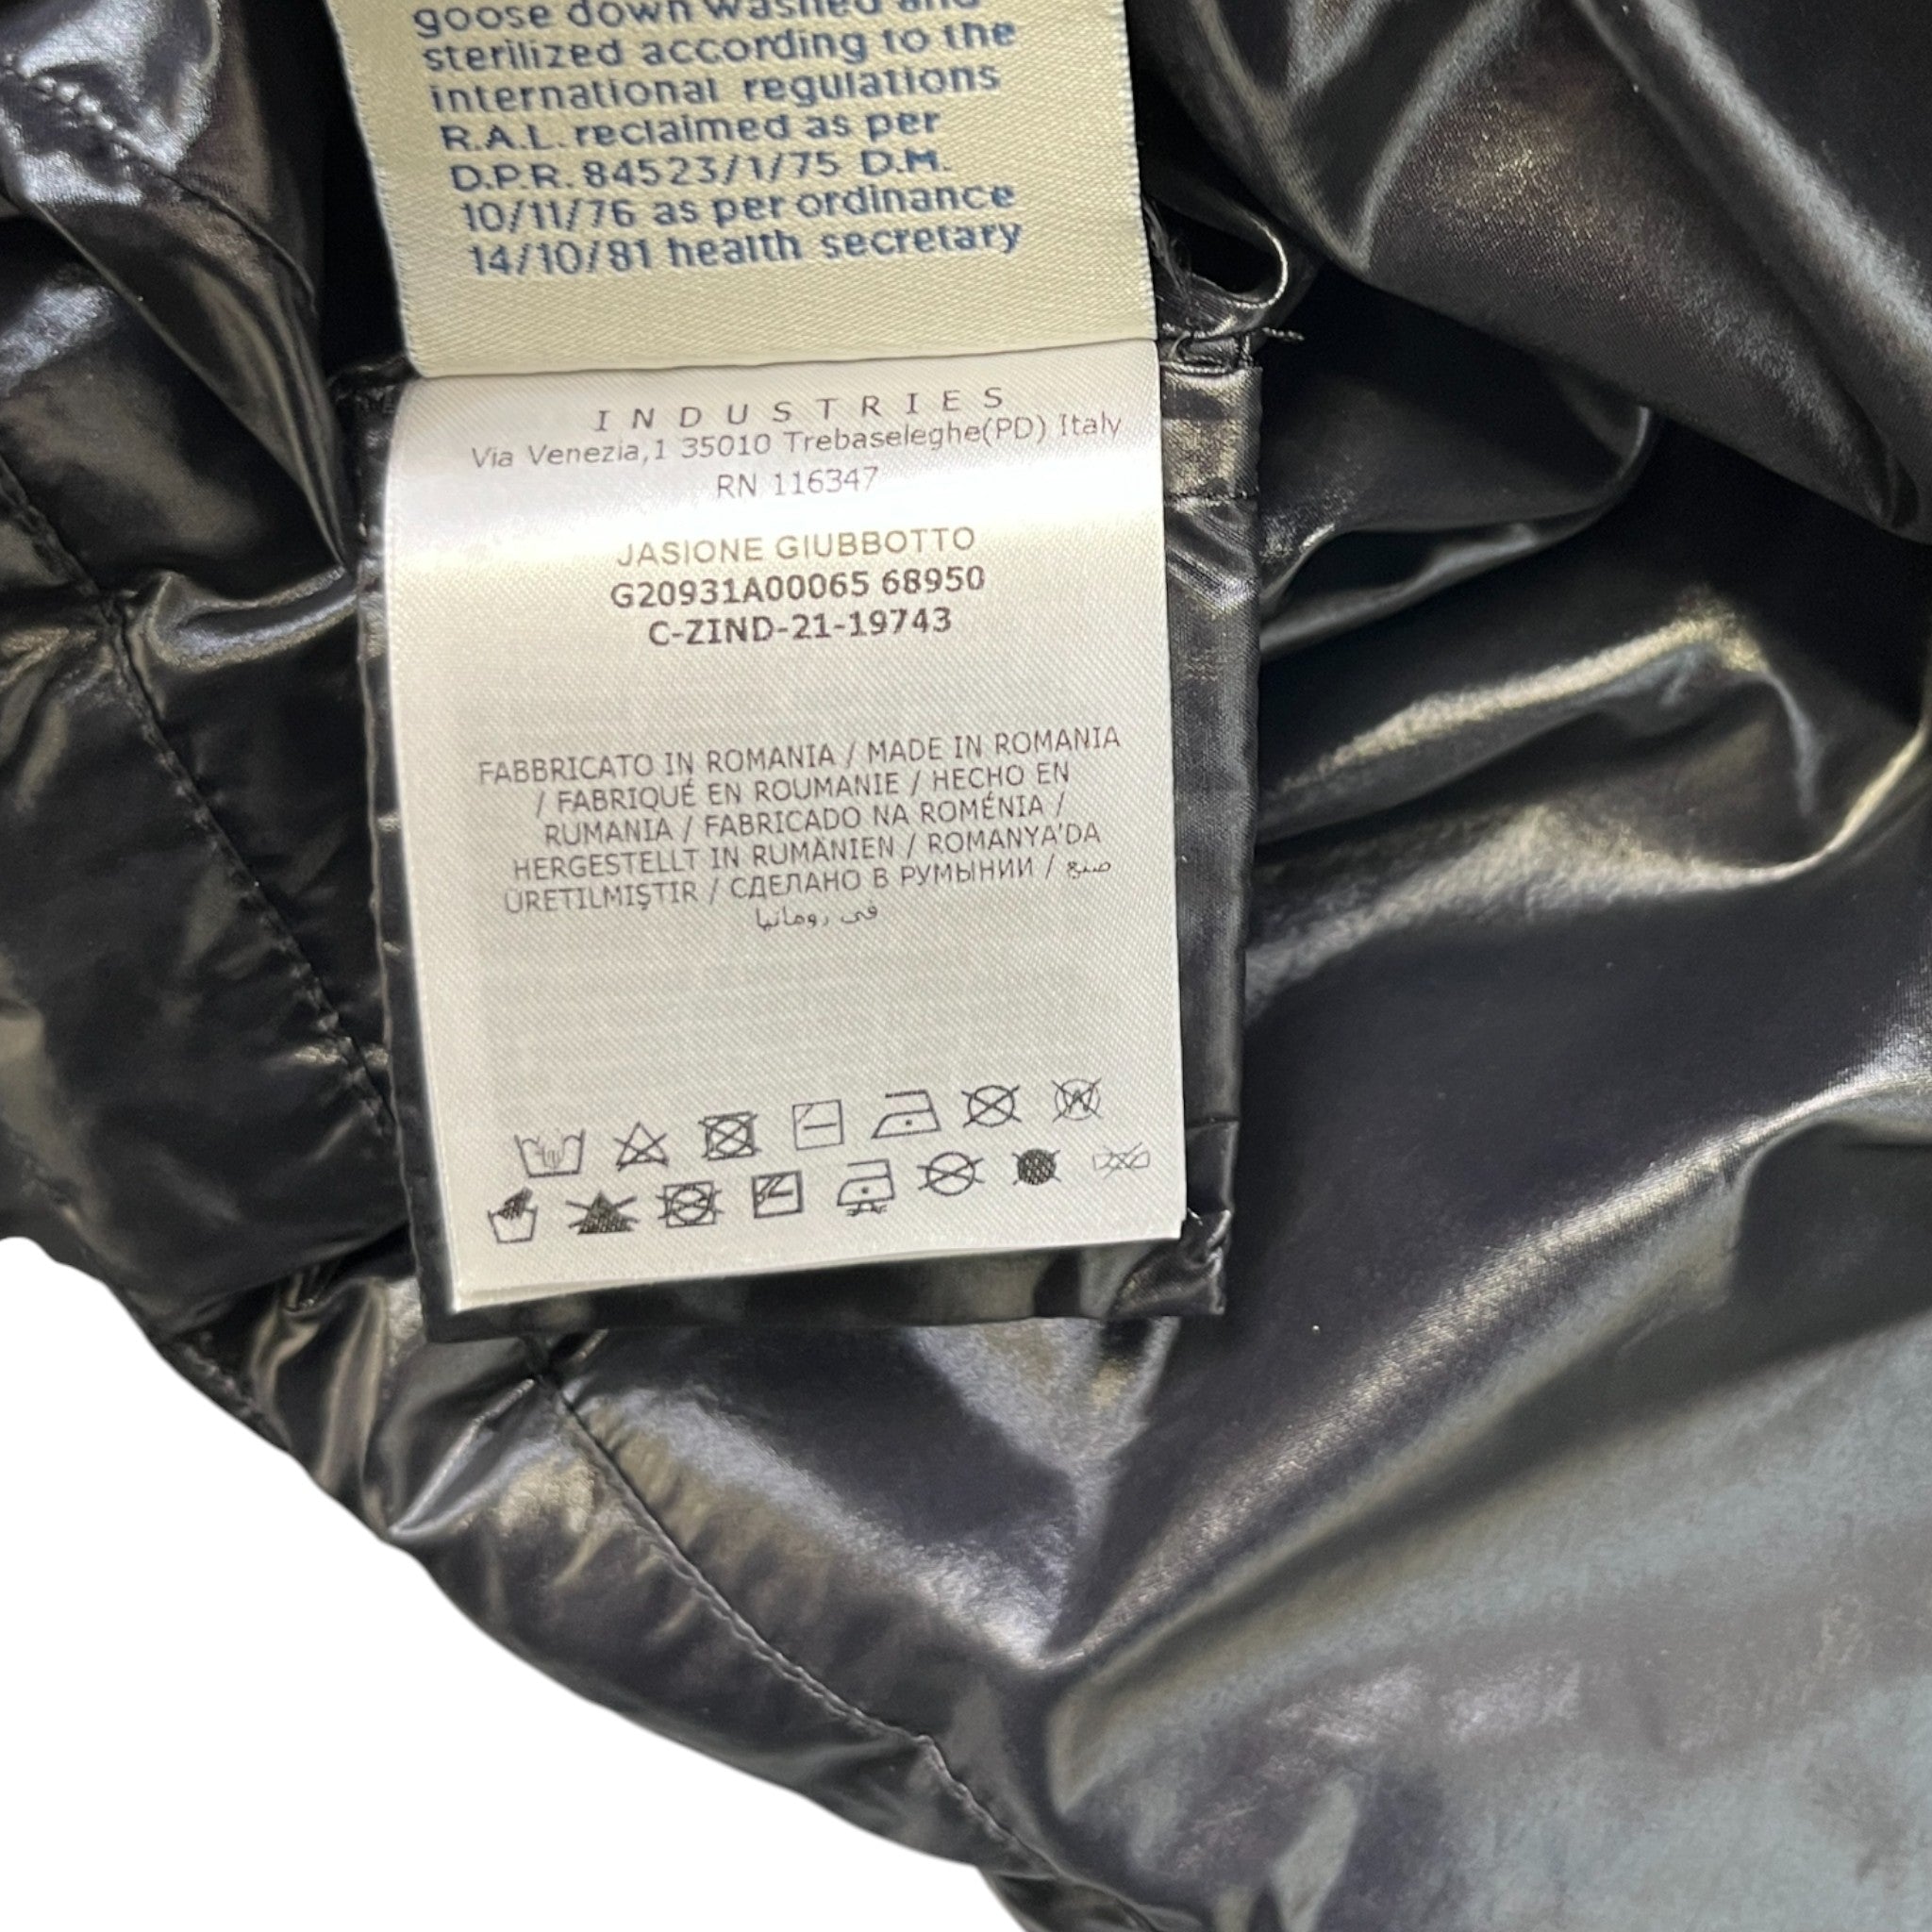 goose down washed and
sterilized according to the
international regulations
R.A.L. reclaimed as per
D.P.R. 84523/1/75 D.M.
10/11/76 as per ordinance
14/10/81 health secretary
INDUSTRIES
Via Venezia,1 35010 Trebaseleghe(PD) Italy
RN 116347
JASIONE GIUBBOTTO
G20931A00065 68950
C-ZIND-21-19743
FABBRICATO IN ROMANIA / MADE IN ROMANIA
/ FABRIQUÉ EN ROUMANIE / HECHO EN
RUMANIA / FABRICADO NA ROMÉNIA /
HERGESTELLT IN RUMÄNIEN / ROMANYA'DA
ÜRETILMIŞTIR / СДЕЛАНО В РУМЫНИИ / صنع
في رومانيا